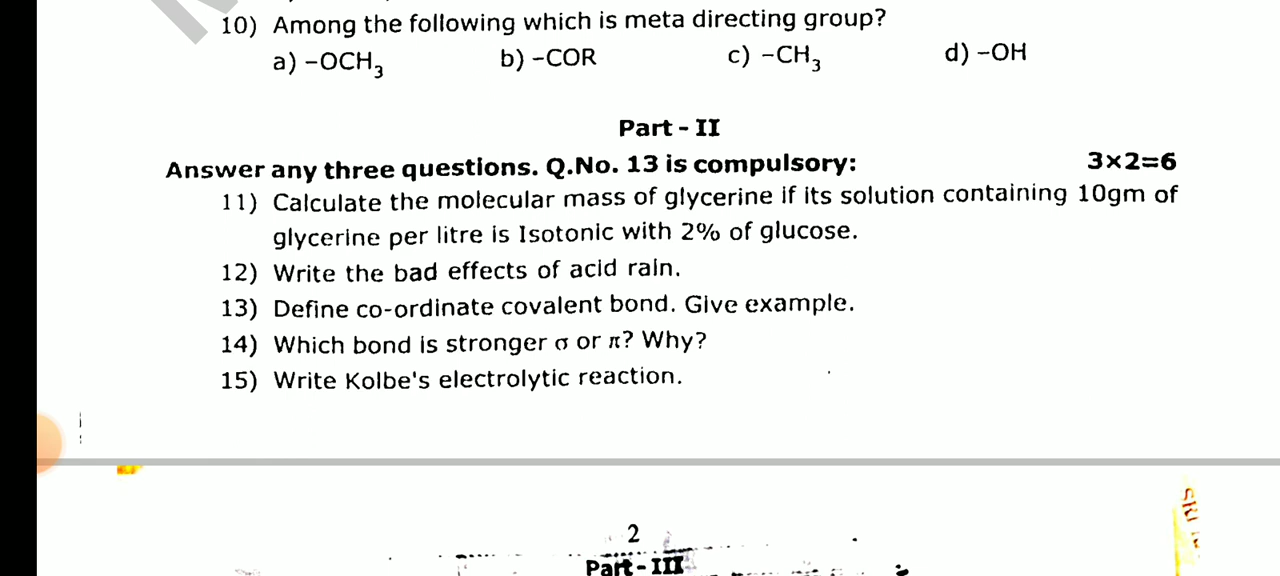 10) Among the following which is meta directing group?
a) –OCH₃ b) –COR c) –CH₃ d) –OH
Part - II
Answer any three questions. Q.No. 13 is compulsory: 3×2=6
11) Calculate the molecular mass of glycerine if its solution containing 10gm of
glycerine per litre is Isotonic with 2% of glucose.
12) Write the bad effects of acid rain.
13) Define co-ordinate covalent bond. Give example.
14) Which bond is stronger σ or π? Why?
15) Write Kolbe's electrolytic reaction.
2
Part - III
SRI